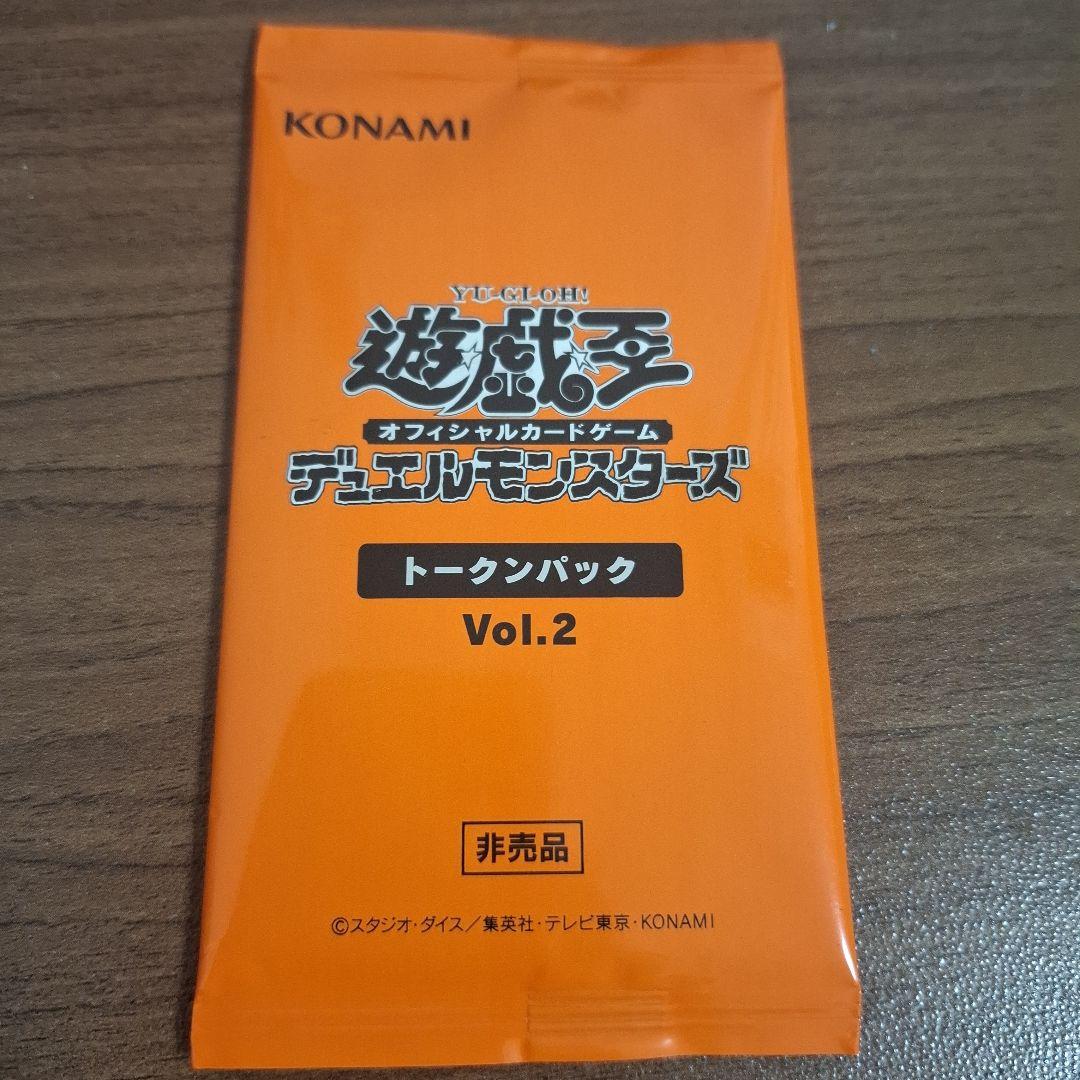 KONAMI
YU-GI-OH!
遊☆戯☆王
オフィシャルカードゲーム
デュエルモンスターズ
トークンパック
Vol.2
非売品
©スタジオ・ダイス／集英社・テレビ東京・KONAMI